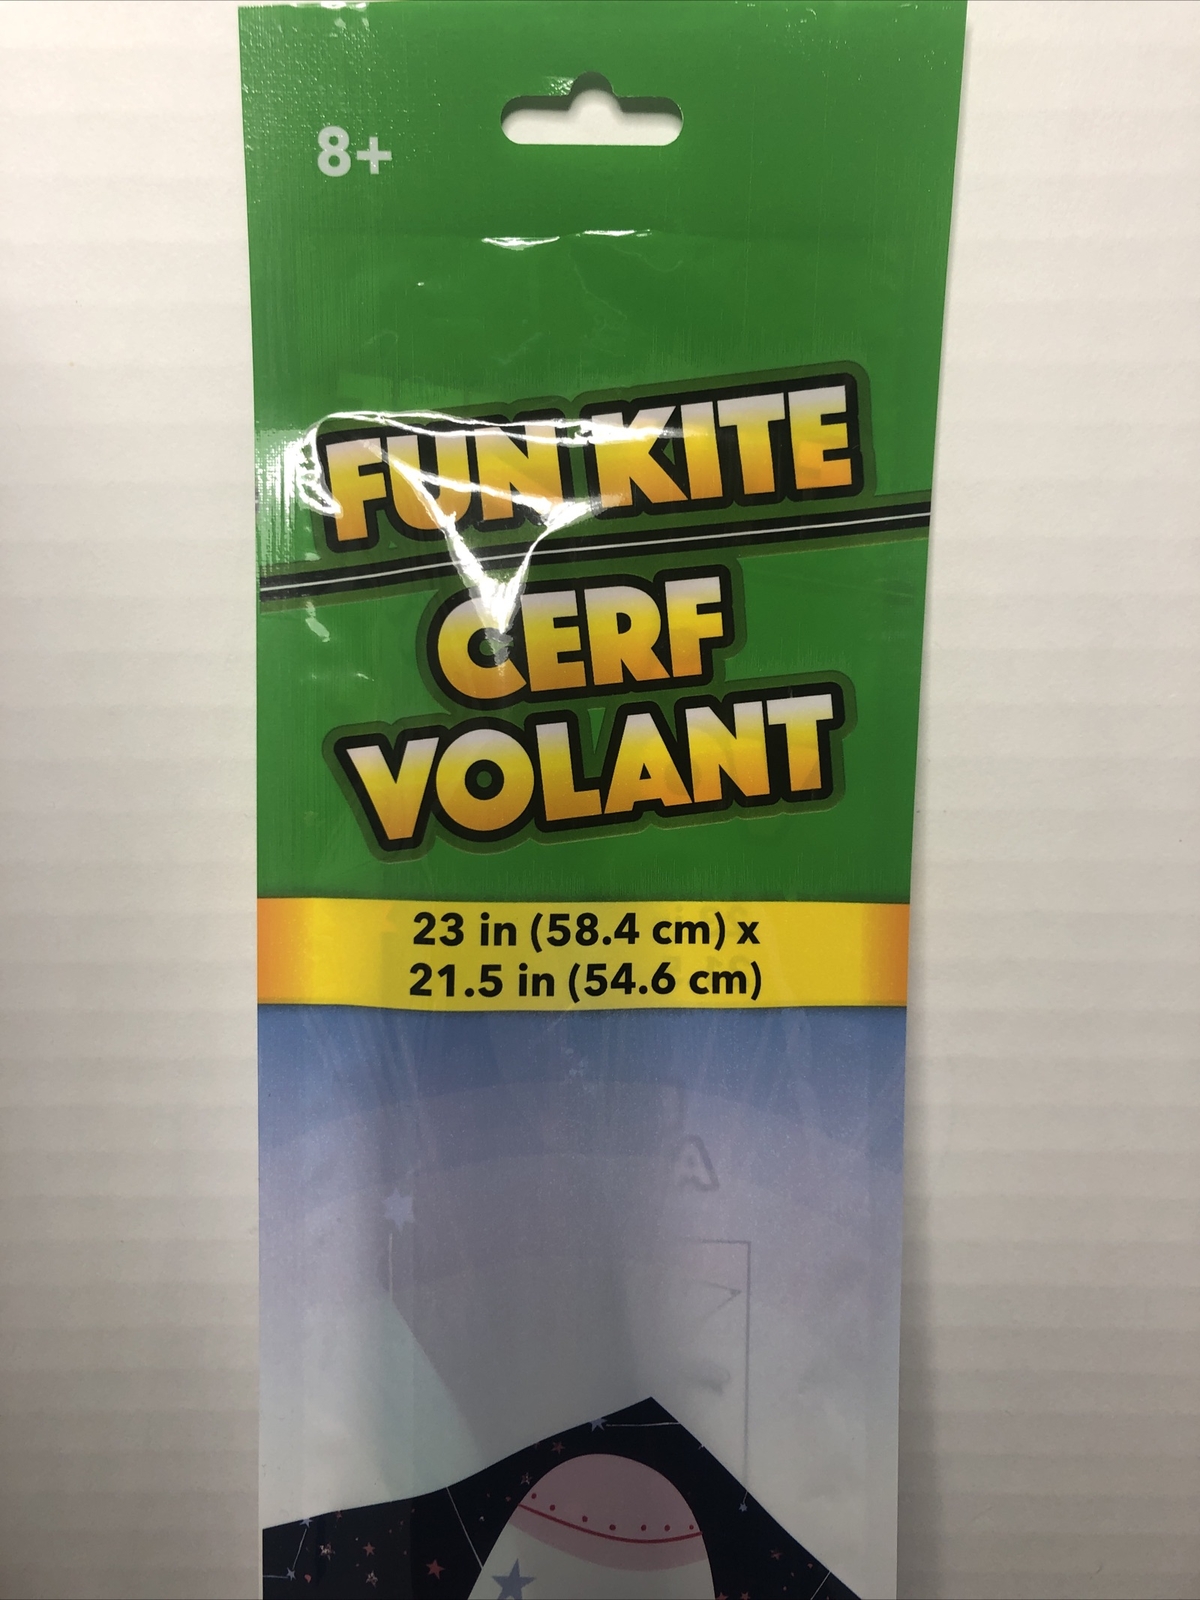 8+
FUN KITE
CERF
VOLANT
23 in (58.4 cm) x
21.5 in (54.6 cm)